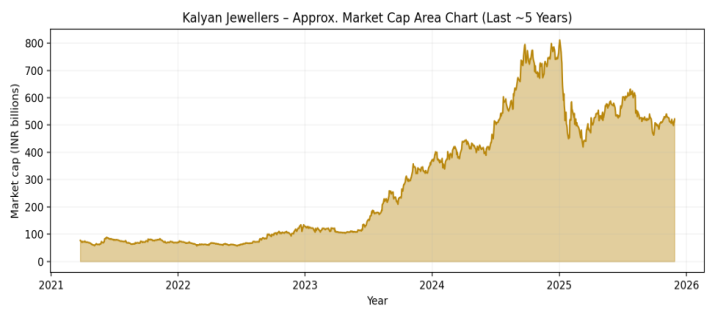 Kalyan Jewellers – Approx. Market Cap Area Chart (Last ~5 Years)
800
700
600
500
400
300
200
100
0
Market cap (INR billions)
2021 2022 2023 2024 2025 2026
Year